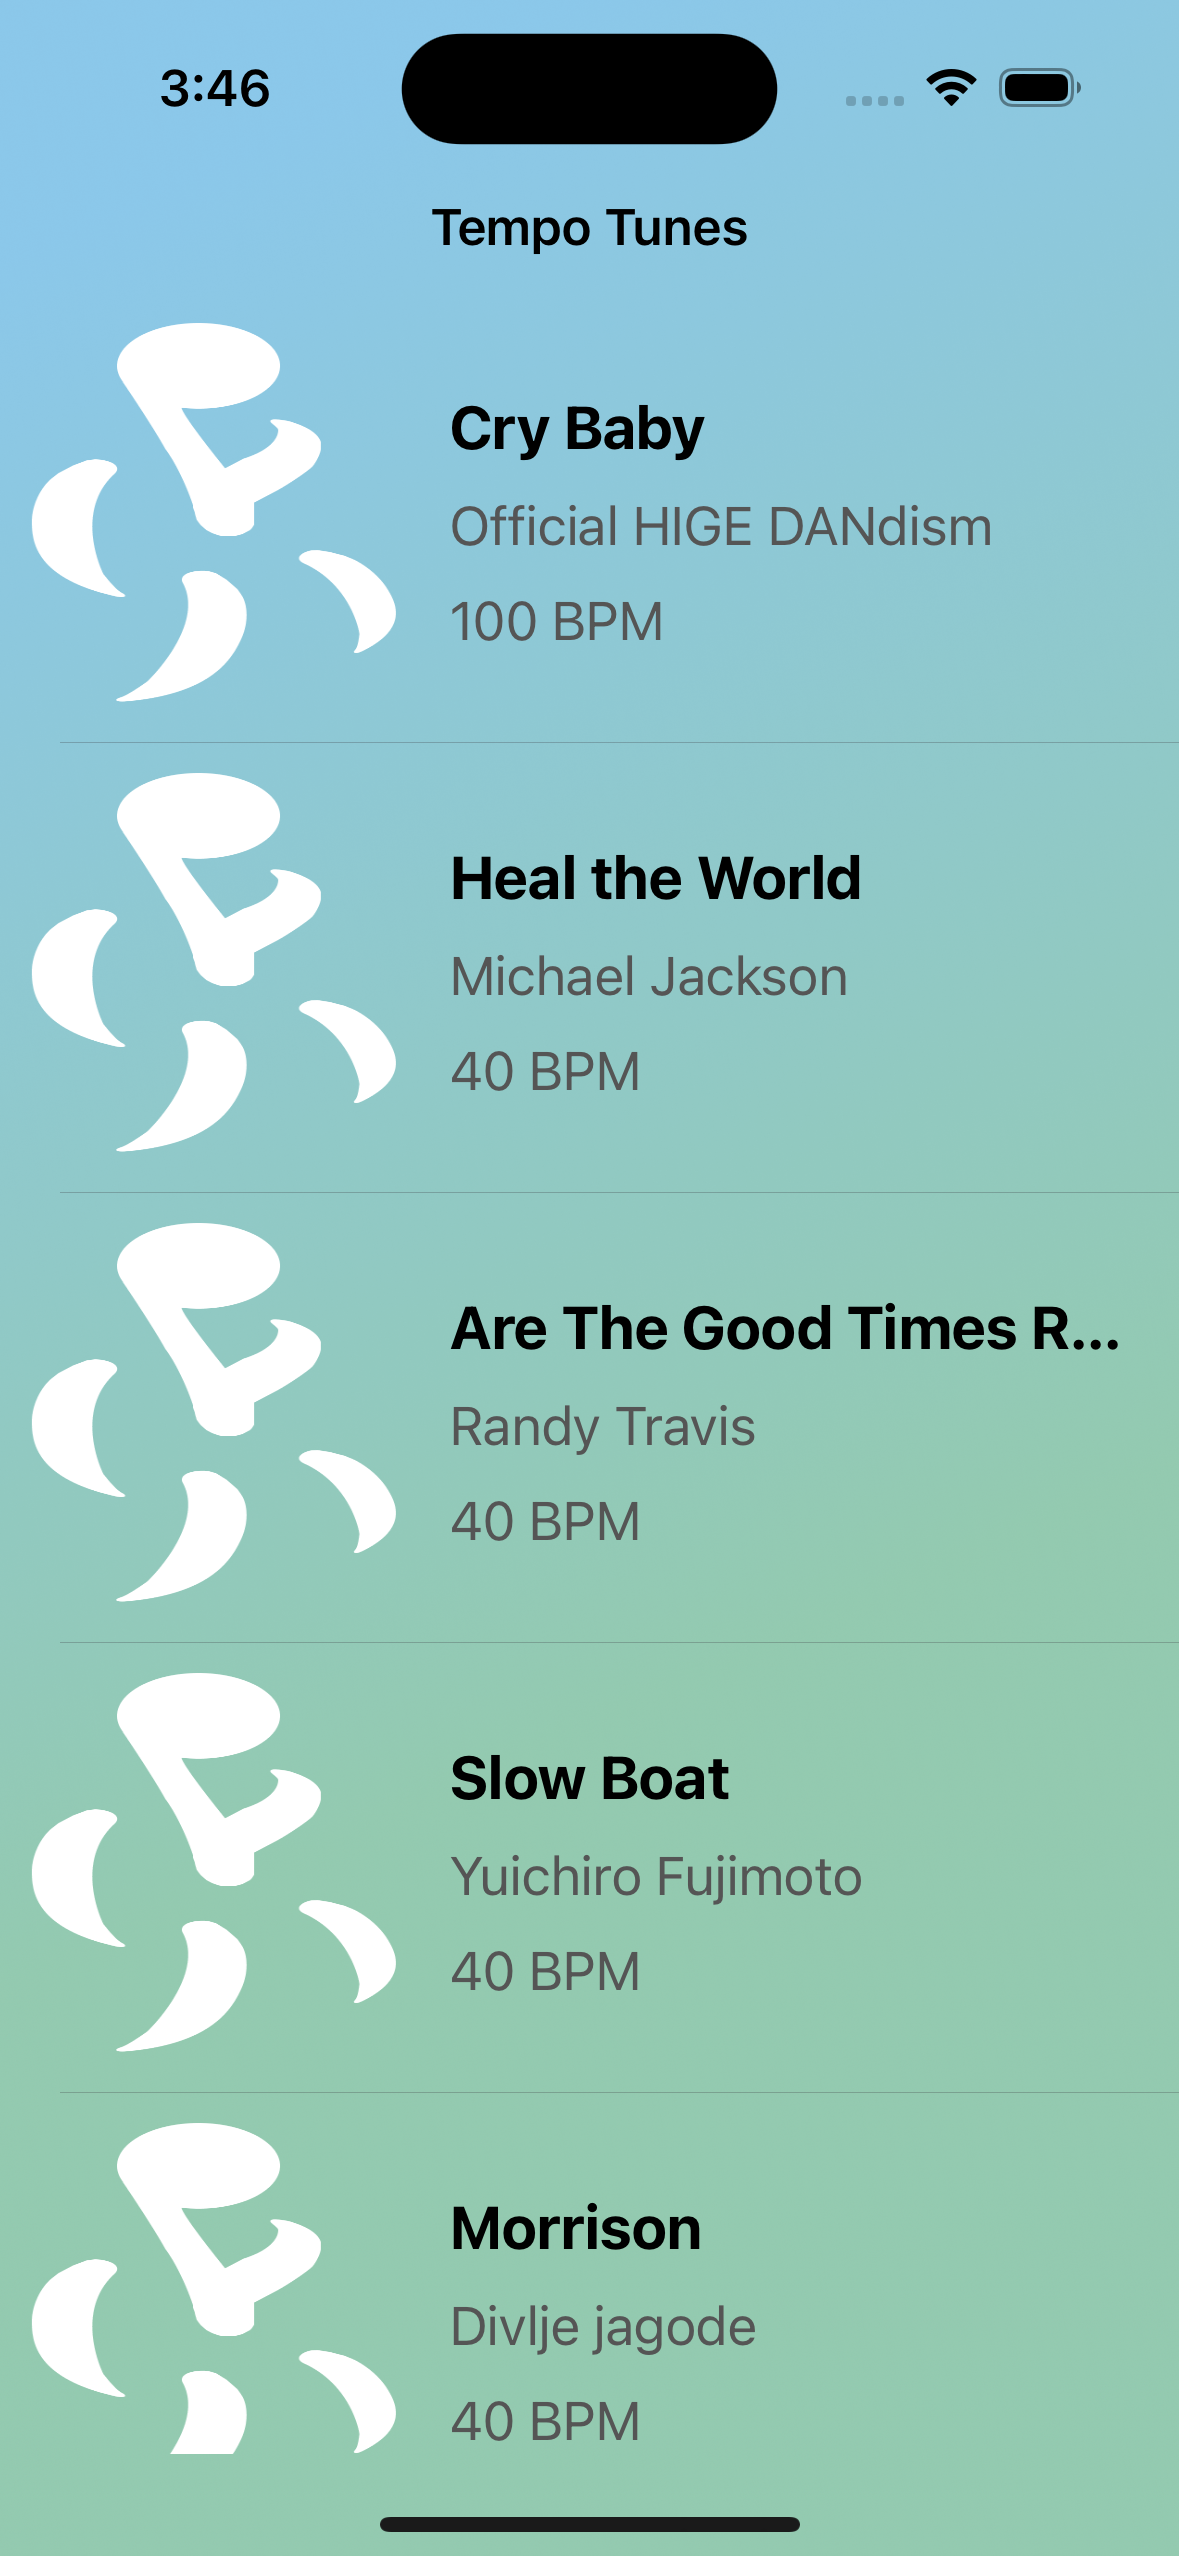 3:46
Tempo Tunes
Cry Baby
Official HIGE DANdism
100 BPM
Heal the World
Michael Jackson
40 BPM
Are The Good Times R...
Randy Travis
40 BPM
Slow Boat
Yuichiro Fujimoto
40 BPM
Morrison
Divlje jagode
40 BPM